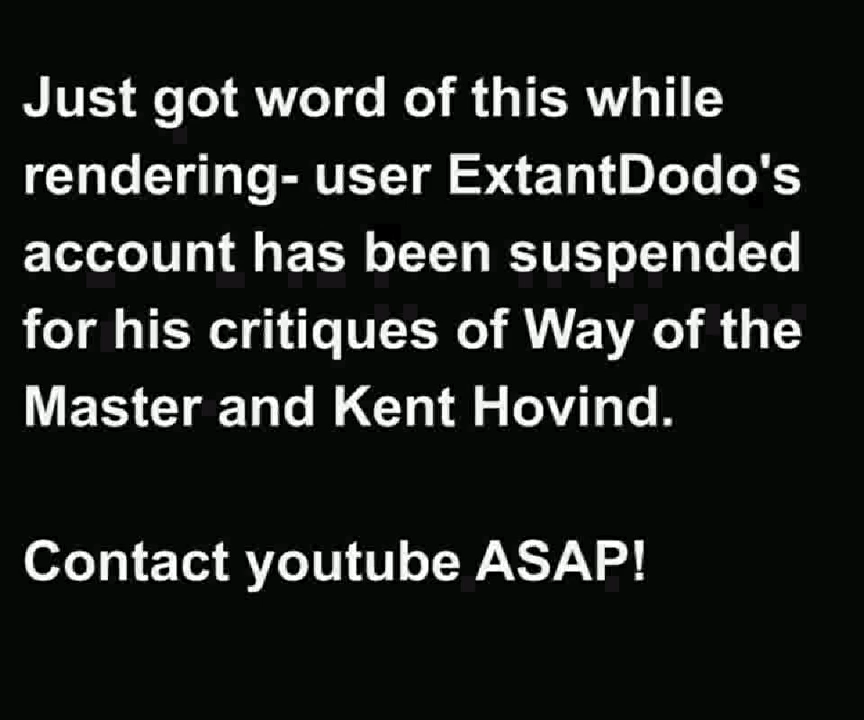 Just got word of this while
rendering- user ExtantDodo's
account has been suspended
for his critiques of Way of the
Master and Kent Hovind.
Contact youtube ASAP!